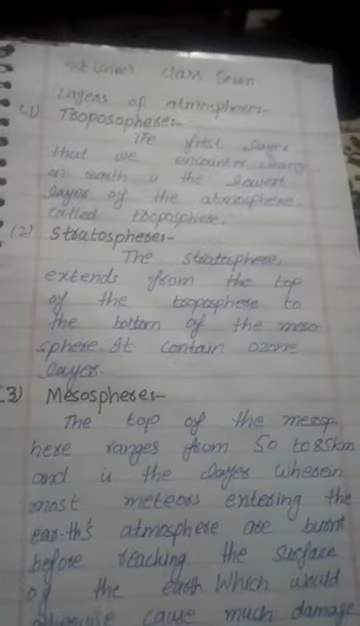 class seven
Layers of atmosphere:-
(1) Troposphere:-
The first layer
that we encounter
on earth is the lowest
layer of the atmosphere
called troposphere.
(2) Stratosphere:-
The stratosphere,
extends from the top
of the troposphere to
the bottom of the meso-
sphere. It contain ozone
layer.
(3) Mesosphere:-
The top of the mesosp
here ranges from 50 to 85km
and is the layer wherein
most meteors entering the
ear-th's atmosphere are burnt
before reaching the surface
of the earth. Which would
otherwise cause much damage